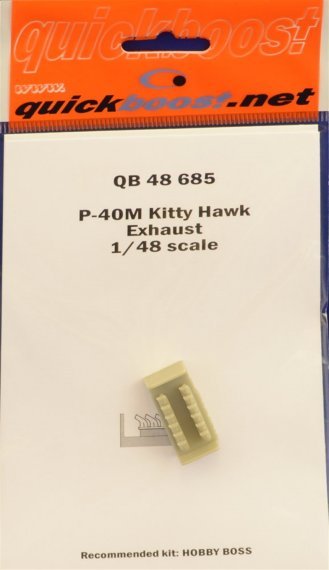 quickboost
www.
quickboost.net
QB 48 685
P-40M Kitty Hawk
Exhaust
1/48 scale
Recommended kit: HOBBY BOSS